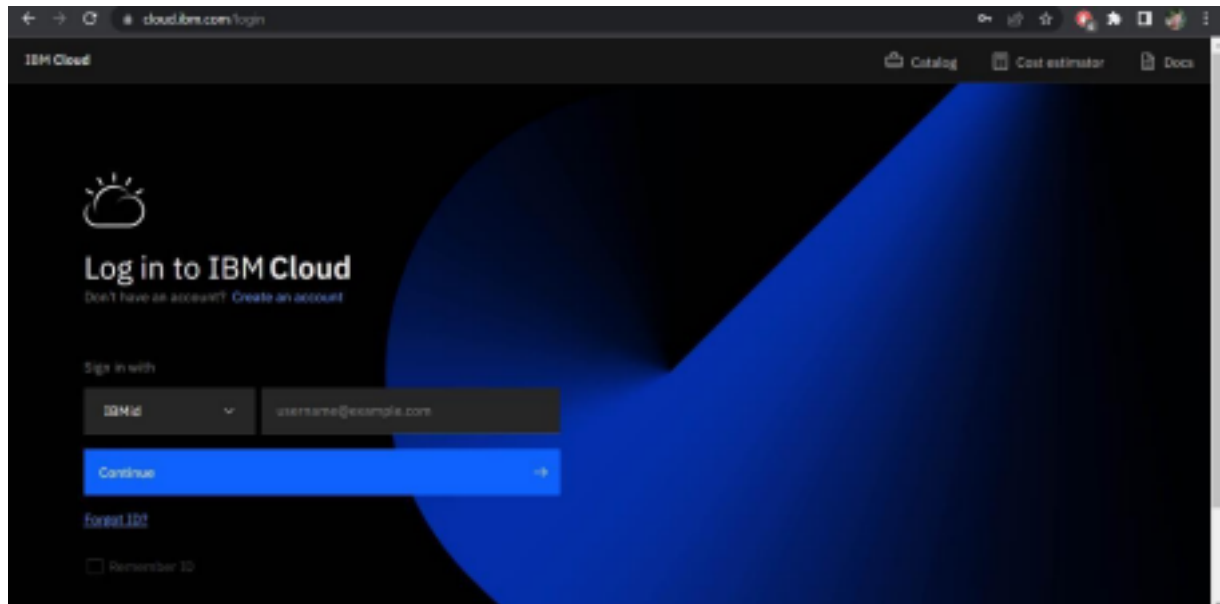 cloud.ibm.com/login
IBM Cloud
Catalog
Cost estimator
Docs
Log in to IBM Cloud
Don't have an account? Create an account
Sign in with
IBMid
username@example.com
Continue
Forgot ID?
Remember ID